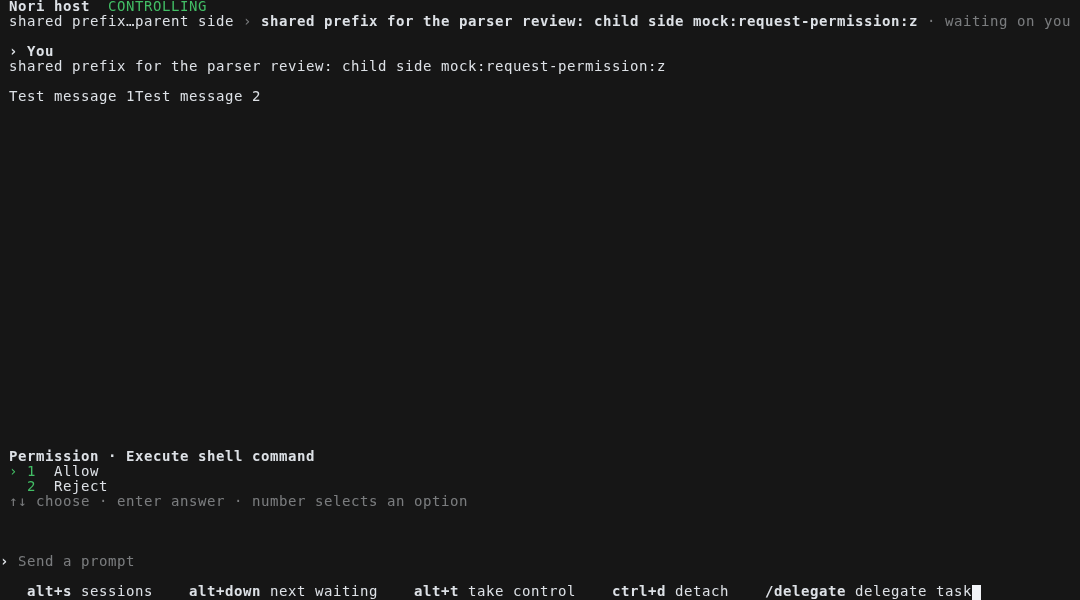 Nori host  CONTROLLING
shared prefix…parent side › shared prefix for the parser review: child side mock:request-permission:z · waiting on you
› You
shared prefix for the parser review: child side mock:request-permission:z
Test message 1Test message 2
Permission · Execute shell command
› 1  Allow
2  Reject
↑↓ choose · enter answer · number selects an option
› Send a prompt
alt+s sessions    alt+down next waiting    alt+t take control    ctrl+d detach    /delegate delegate task